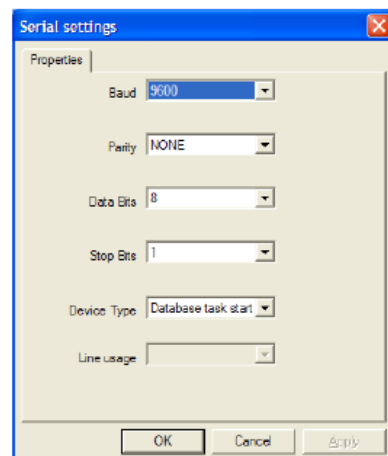 Serial settings
Properties
Baud 9600
Parity NONE
Data Bits 8
Stop Bits 1
Device Type Database task start
Line usage
OK Cancel Apply